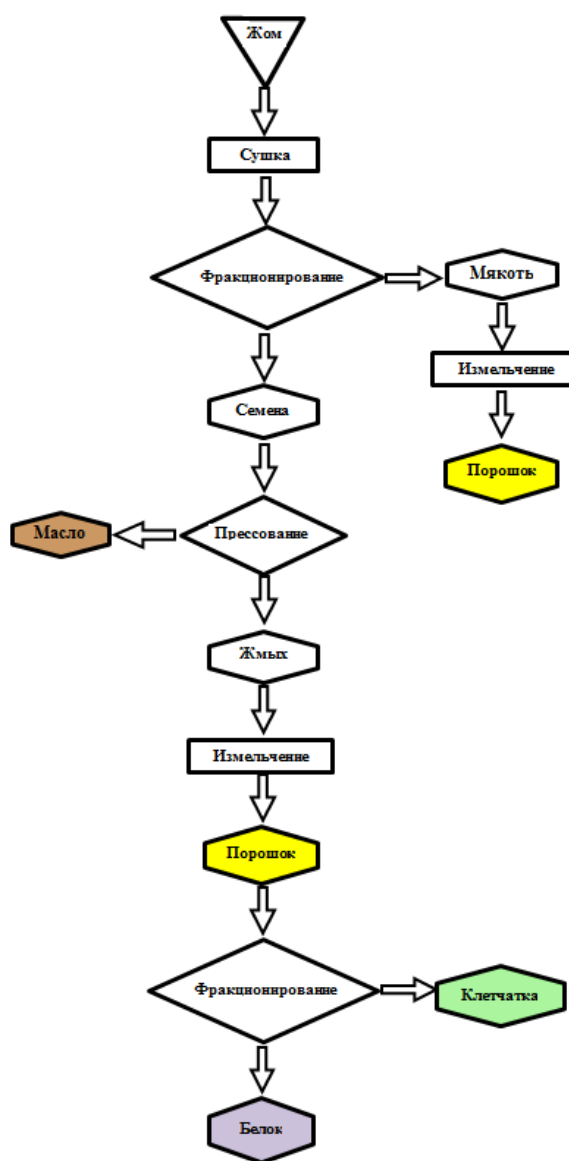 Жом
Сушка
Фракционирование
Мякоть
Измельчение
Семена
Порошок
Масло
Прессование
Жмых
Измельчение
Порошок
Фракционирование
Клетчатка
Белок